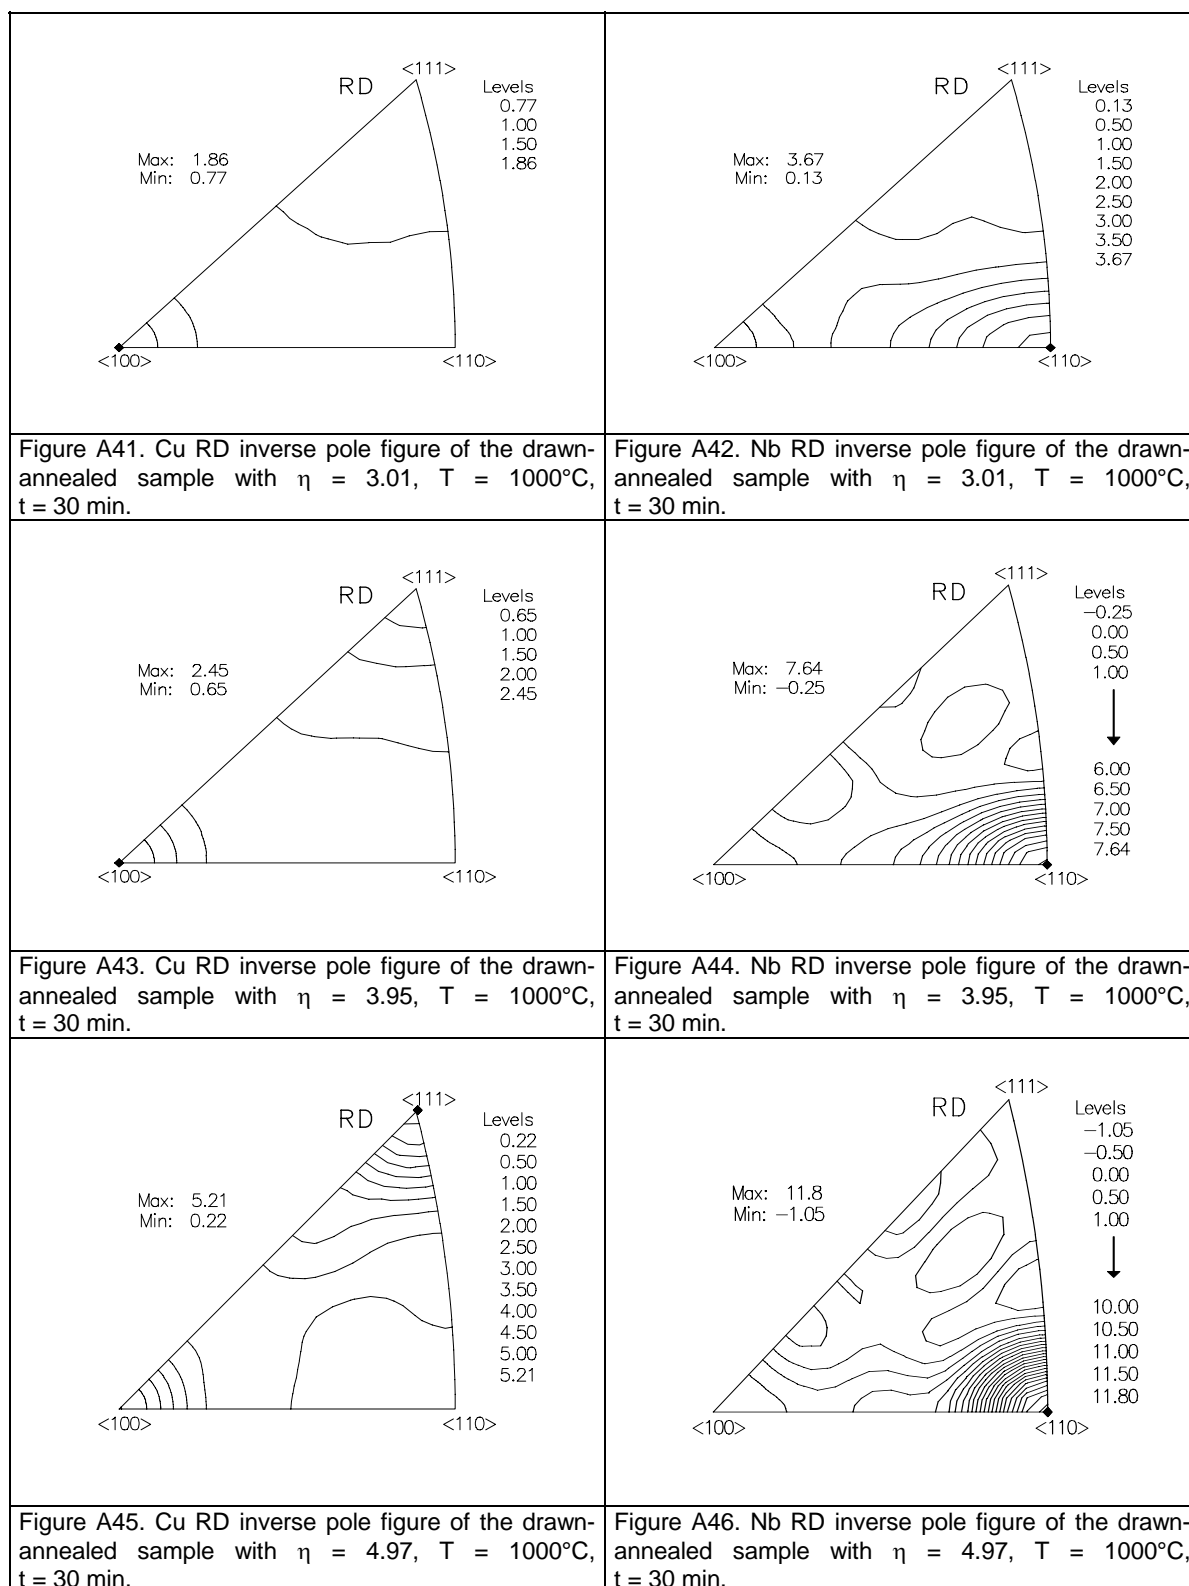 <111>
RD
Levels
0.77
1.00
1.50
1.86
Max: 1.86
Min: 0.77
<100>
<110>
Figure A41. Cu RD inverse pole figure of the drawn-
annealed sample with η = 3.01, T = 1000°C,
t = 30 min.
<111>
RD
Levels
0.13
0.50
1.00
1.50
2.00
2.50
3.00
3.50
3.67
Max: 3.67
Min: 0.13
<100>
<110>
Figure A42. Nb RD inverse pole figure of the drawn-
annealed sample with η = 3.01, T = 1000°C,
t = 30 min.
<111>
RD
Levels
0.65
1.00
1.50
2.00
2.45
Max: 2.45
Min: 0.65
<100>
<110>
Figure A43. Cu RD inverse pole figure of the drawn-
annealed sample with η = 3.95, T = 1000°C,
t = 30 min.
<111>
RD
Levels
-0.25
0.00
0.50
1.00
6.00
6.50
7.00
7.50
7.64
Max: 7.64
Min: -0.25
<100>
<110>
Figure A44. Nb RD inverse pole figure of the drawn-
annealed sample with η = 3.95, T = 1000°C,
t = 30 min.
<111>
RD
Levels
0.22
0.50
1.00
1.50
2.00
2.50
3.00
3.50
4.00
4.50
5.00
5.21
Max: 5.21
Min: 0.22
<100>
<110>
Figure A45. Cu RD inverse pole figure of the drawn-
annealed sample with η = 4.97, T = 1000°C,
t = 30 min.
<111>
RD
Levels
-1.05
-0.50
0.00
0.50
1.00
10.00
10.50
11.00
11.50
11.80
Max: 11.8
Min: -1.05
<100>
<110>
Figure A46. Nb RD inverse pole figure of the drawn-
annealed sample with η = 4.97, T = 1000°C,
t = 30 min.